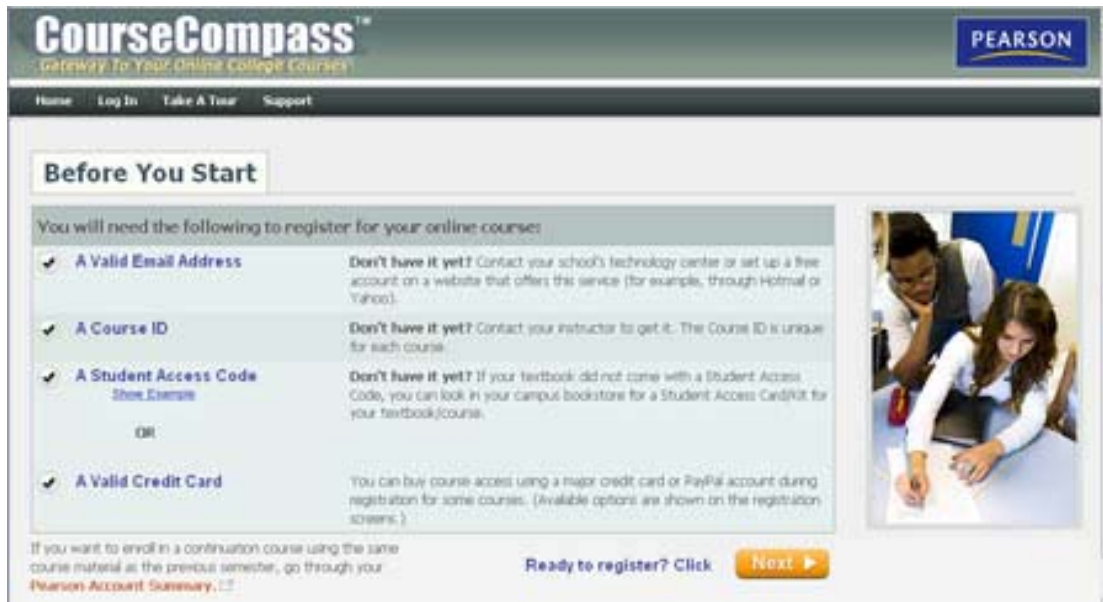 CourseCompass™
Gateway To Your Online College Courses
PEARSON
Home Log In Take A Tour Support
Before You Start
You will need the following to register for your online course:
A Valid Email Address
Don't have it yet? Contact your school's technology center or set up a free
account on a website that offers this service (for example, through Hotmail or
Yahoo).
A Course ID
Don't have it yet? Contact your instructor to get it. The Course ID is unique
for each course.
A Student Access Code
Show Example
Don't have it yet? If your textbook did not come with a Student Access
Code, you can look in your campus bookstore for a Student Access Card/Kit for
your textbook/course.
OR
A Valid Credit Card
You can buy course access using a major credit card or PayPal account during
registration for some courses. (Available options are shown on the registration
screens.)
If you want to enroll in a continuation course using the same
course material as the previous semester, go through your
Pearson Account Summary.
Ready to register? Click Next